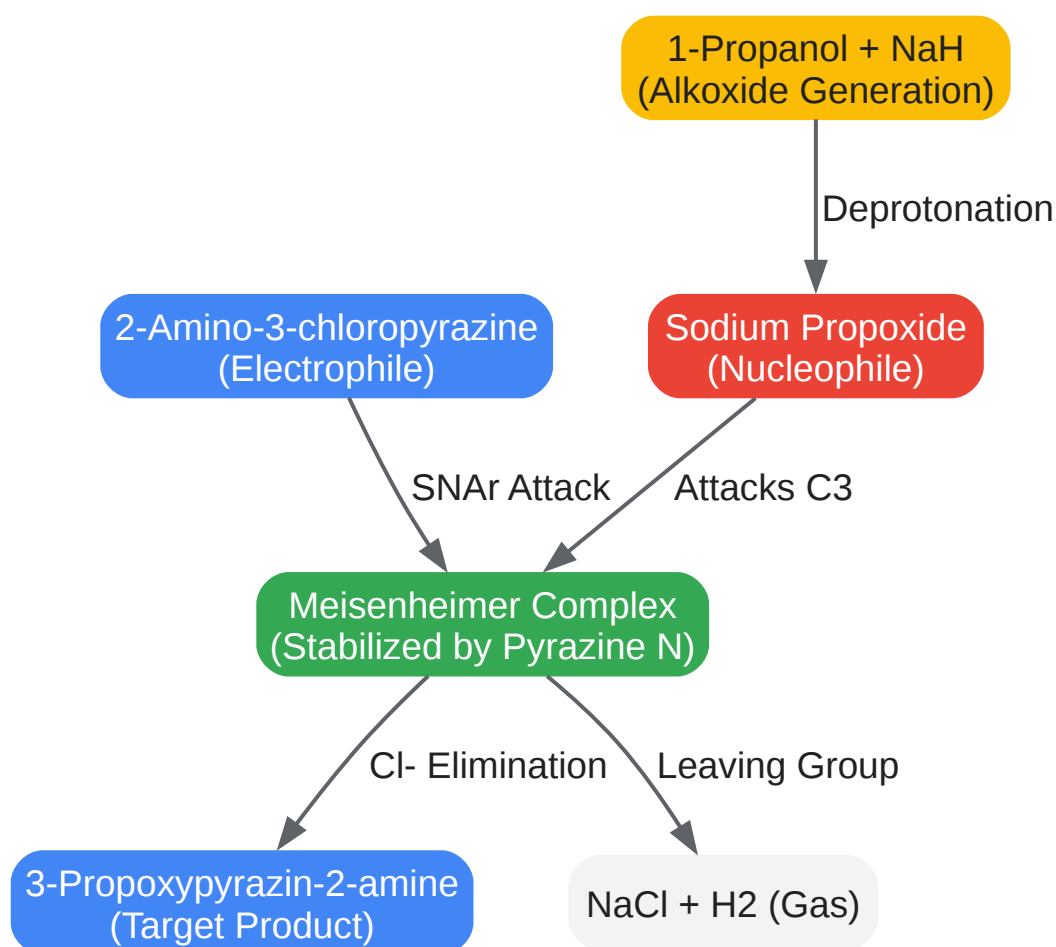 1-Propanol + NaH
(Alkoxide Generation)
Deprotonation
2-Amino-3-chloropyrazine
(Electrophile)
Sodium Propoxide
(Nucleophile)
SNAr Attack
Attacks C3
Meisenheimer Complex
(Stabilized by Pyrazine N)
Cl- Elimination
Leaving Group
3-Propoxypyrazin-2-amine
(Target Product)
NaCl + H2 (Gas)